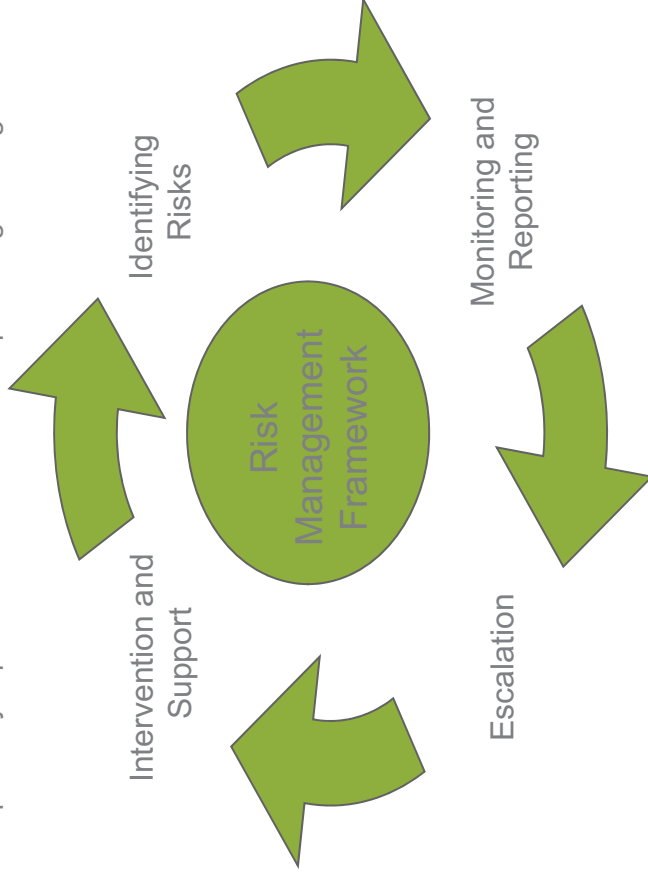 Intervention and
Support
Identifying
Risks
Risk
Management
Framework
Escalation
Monitoring and
Reporting